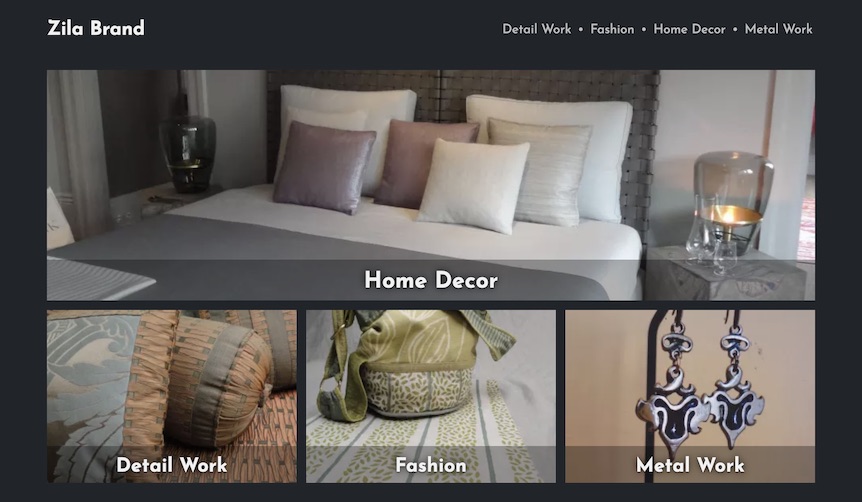 Zila Brand
Detail Work • Fashion • Home Decor • Metal Work
Home Decor
Detail Work
Fashion
Metal Work